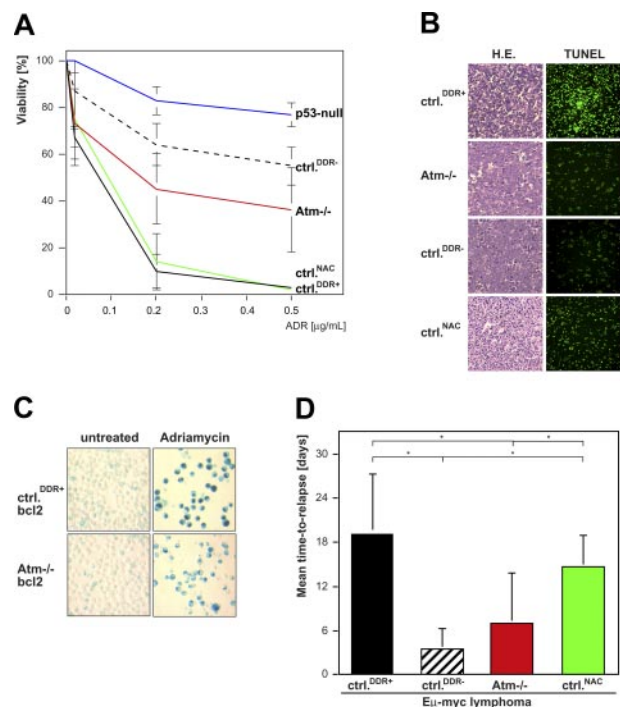 A
Viability [%]
100
80
60
40
20
0
p53-null
ctrl.DDR-
Atm-/-
ctrl.NAC
ctrl.DDR+
0 0.1 0.2 0.3 0.4 0.5
ADR [µg/mL]
B
H.E. TUNEL
ctrl.DDR+
Atm-/-
ctrl.DDR-
ctrl.NAC
C
untreated Adriamycin
ctrl.DDR+
bcl2
Atm-/-
bcl2
D
Mean time-to-relapse [days]
30
24
18
12
6
0
* *
* *
ctrl.DDR+ ctrl.DDR- Atm-/- ctrl.NAC
Eµ-myc lymphoma